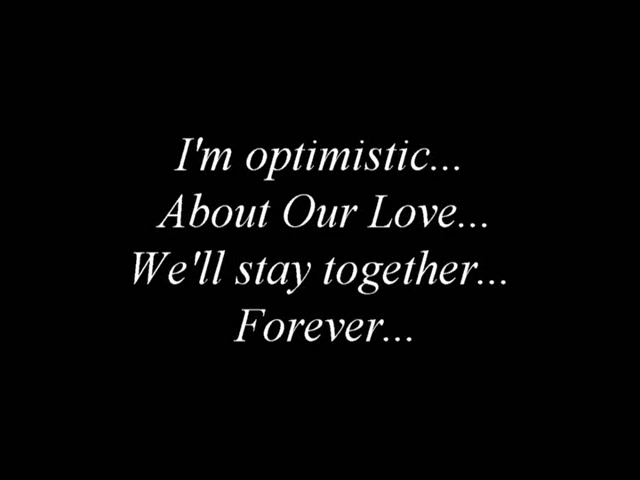 I'm optimistic...
About Our Love...
We'll stay together...
Forever...